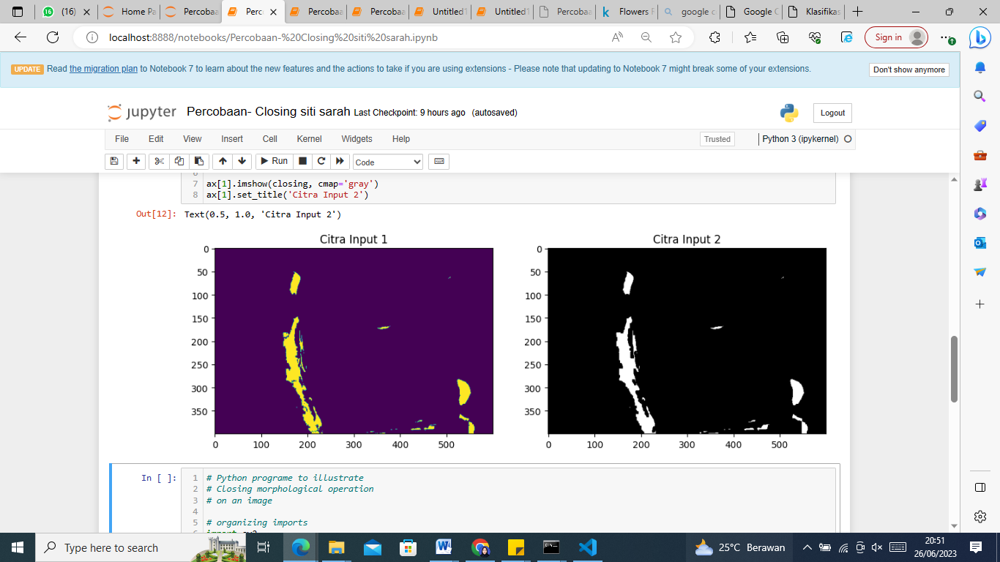 (16)
Home Pa
Percobaa
Perc
Percobaa
Percobaa
Untitled1
Untitled1
Percobaa
Flowers R
google c
Google C
Klasifikas
localhost:8888/notebooks/Percobaan-%20Closing%20siti%20sarah.ipynb
Sign in
UPDATE Read the migration plan to Notebook 7 to learn about the new features and the actions to take if you are using extensions - Please note that updating to Notebook 7 might break some of your extensions.
Don't show anymore
jupyter Percobaan- Closing siti sarah Last Checkpoint: 9 hours ago (autosaved)
Logout
File Edit View Insert Cell Kernel Widgets Help
Trusted
Python 3 (ipykernel)
Run
Code
6
7 ax[1].imshow(closing, cmap='gray')
8 ax[1].set_title('Citra Input 2')
Out[12]: Text(0.5, 1.0, 'Citra Input 2')
Citra Input 1
0
50
100
150
200
250
300
350
0 100 200 300 400 500
Citra Input 2
0
50
100
150
200
250
300
350
0 100 200 300 400 500
In [ ]:
1 # Python programe to illustrate
2 # Closing morphological operation
3 # on an image
4
5 # organizing imports
6 import cv2
Type here to search
25°C Berawan
20:51
26/06/2023